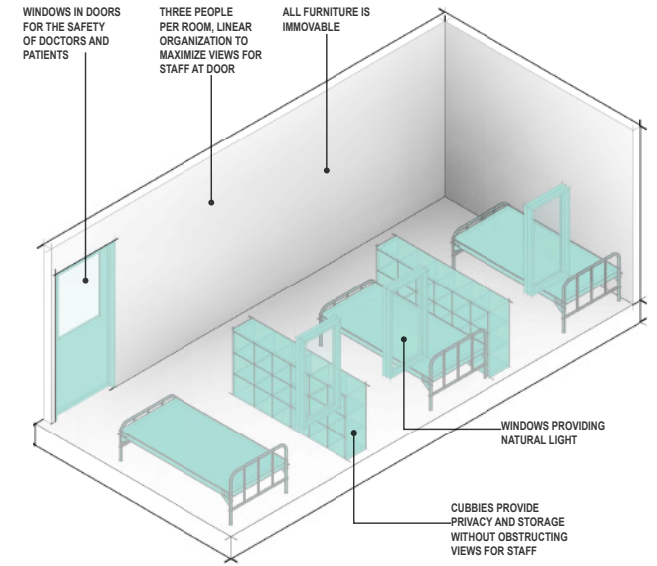 WINDOWS IN DOORS
FOR THE SAFETY
OF DOCTORS AND
PATIENTS
THREE PEOPLE
PER ROOM, LINEAR
ORGANIZATION TO
MAXIMIZE VIEWS FOR
STAFF AT DOOR
ALL FURNITURE IS
IMMOVABLE
WINDOWS PROVIDING
NATURAL LIGHT
CUBBIES PROVIDE
PRIVACY AND STORAGE
WITHOUT OBSTRUCTING
VIEWS FOR STAFF